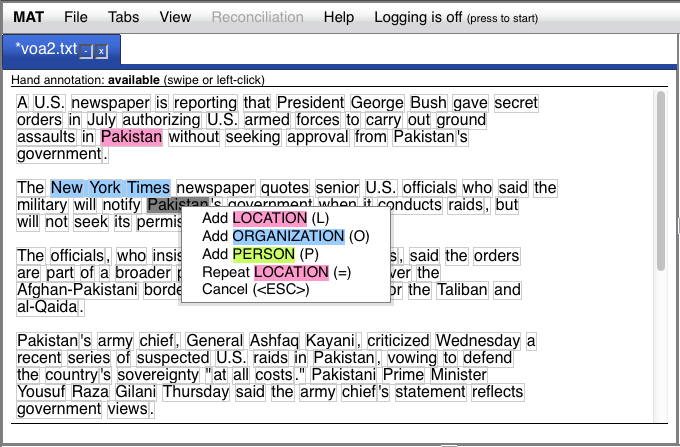 MAT File Tabs View Reconciliation Help Logging is off (press to start)
*voa2.txt - x
Hand annotation: available (swipe or left-click)
A U.S. newspaper is reporting that President George Bush gave secret
orders in July authorizing U.S. armed forces to carry out ground
assaults in Pakistan without seeking approval from Pakistan's
government.
The New York Times newspaper quotes senior U.S. officials who said the
military will notify Pakistan's government when it conducts raids, but
will not seek its permis
Add LOCATION (L)
Add ORGANIZATION (O)
Add PERSON (P)
Repeat LOCATION (=)
Cancel (<ESC>)
The officials, who insis s, said the orders
are part of a broader p ver the
Afghan-Pakistani borde or the Taliban and
al-Qaida.
Pakistan's army chief, General Ashfaq Kayani, criticized Wednesday a
recent series of suspected U.S. raids in Pakistan, vowing to defend
the country's sovereignty "at all costs." Pakistani Prime Minister
Yousuf Raza Gilani Thursday said the army chief's statement reflects
government views.